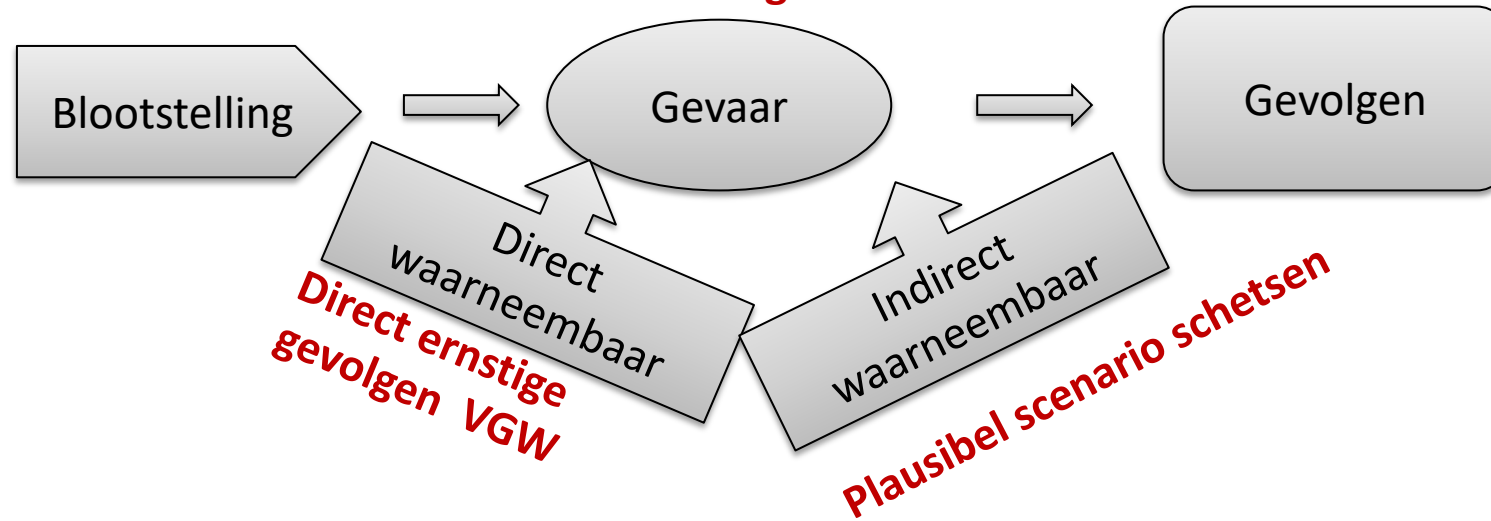 Blootstelling
Gevaar
Gevolgen
Direct
waarneembaar
Indirect
waarneembaar
Direct ernstige
gevolgen VGW
Plausibel scenario schetsen